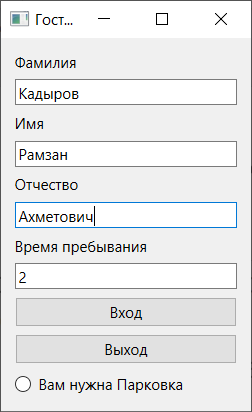 Гост...
Фамилия
Кадыров
Имя
Рамзан
Отчество
Ахметович
Время пребывания
2
Вход
Выход
Вам нужна Парковка